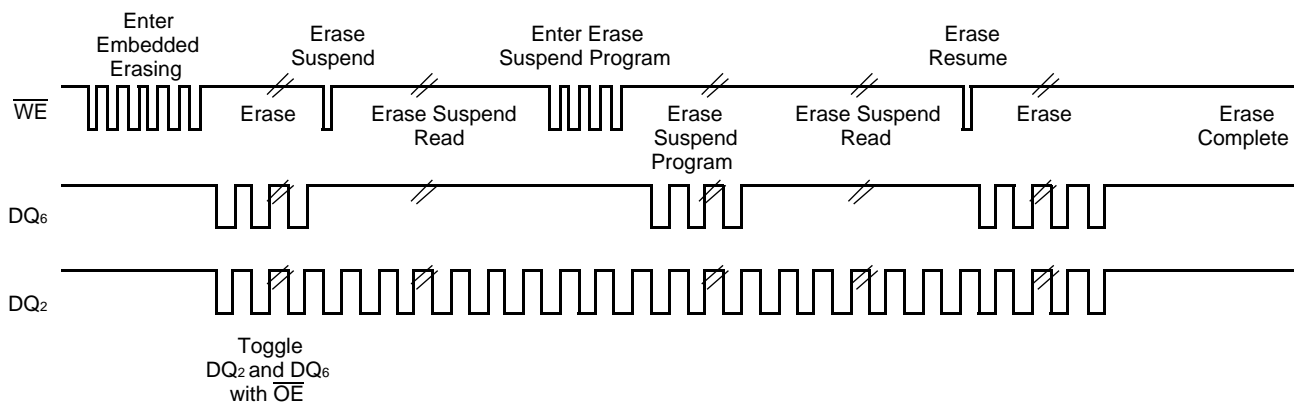 Enter
Embedded
Erasing
Erase
Suspend
Enter Erase
Suspend Program
Erase
Resume
WE
Erase
Erase Suspend
Read
Erase
Suspend
Program
Erase Suspend
Read
Erase
Erase
Complete
DQ6
DQ2
Toggle
DQ2 and DQ6
with OE